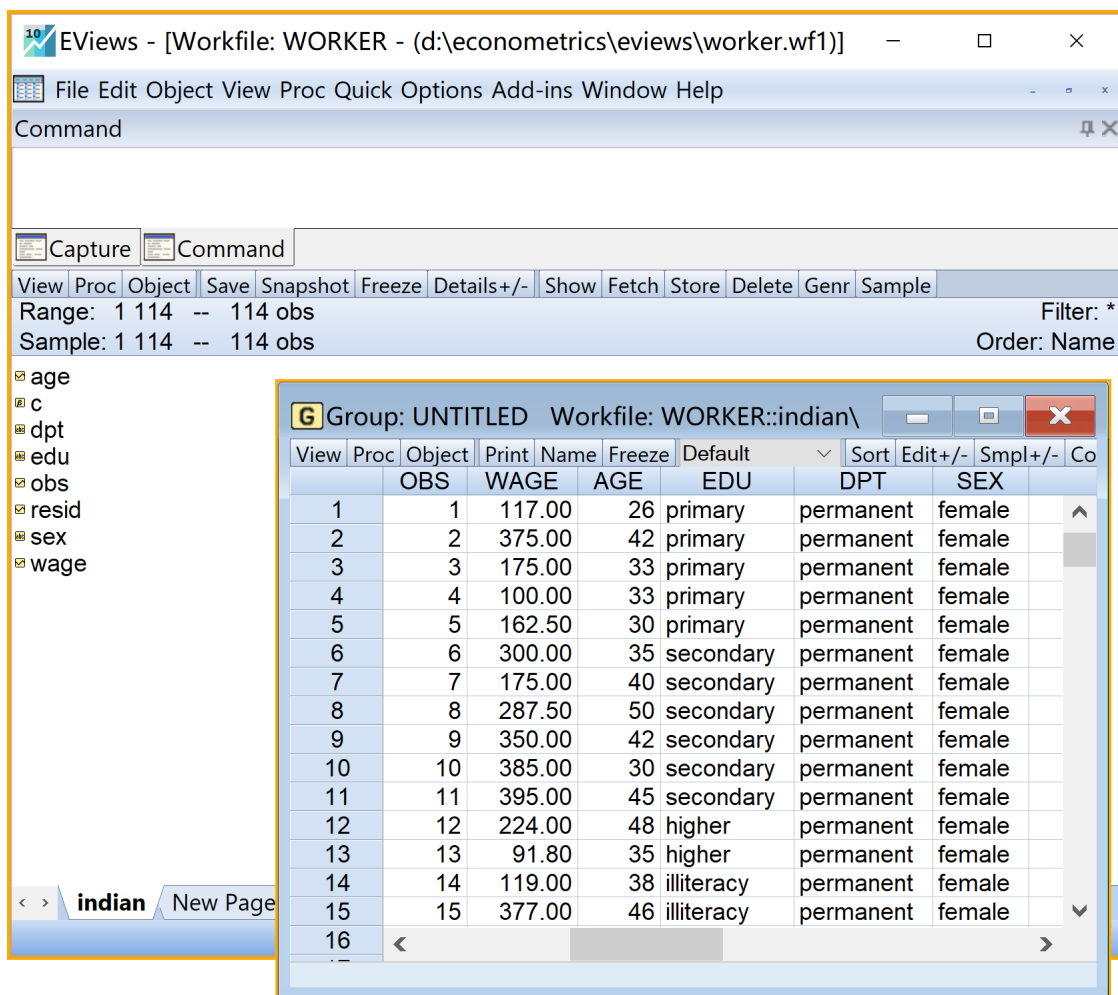 10 EViews - [Workfile: WORKER - (d:\econometrics\eviews\worker.wf1)]
File Edit Object View Proc Quick Options Add-ins Window Help
Command
Capture Command
View Proc Object Save Snapshot Freeze Details+/- Show Fetch Store Delete Genr Sample
Range: 1 114 -- 114 obs Filter: *
Sample: 1 114 -- 114 obs Order: Name
age
c
dpt
edu
obs
resid
sex
wage
indian New Page
G Group: UNTITLED Workfile: WORKER::indian\
View Proc Object Print Name Freeze Default Sort Edit+/- Smpl+/- Co
OBS WAGE AGE EDU DPT SEX
1 1 117.00 26 primary permanent female
2 2 375.00 42 primary permanent female
3 3 175.00 33 primary permanent female
4 4 100.00 33 primary permanent female
5 5 162.50 30 primary permanent female
6 6 300.00 35 secondary permanent female
7 7 175.00 40 secondary permanent female
8 8 287.50 50 secondary permanent female
9 9 350.00 42 secondary permanent female
10 10 385.00 30 secondary permanent female
11 11 395.00 45 secondary permanent female
12 12 224.00 48 higher permanent female
13 13 91.80 35 higher permanent female
14 14 119.00 38 illiteracy permanent female
15 15 377.00 46 illiteracy permanent female
16